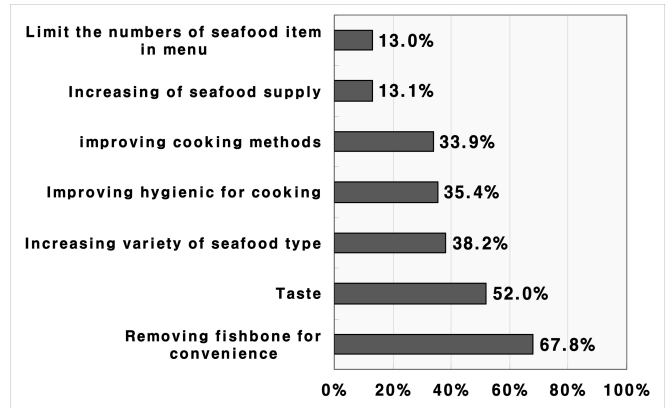 Limit the numbers of seafood item
in menu
13.0%
Increasing of seafood supply
13.1%
improving cooking methods
33.9%
Improving hygienic for cooking
35.4%
Increasing variety of seafood type
38.2%
Taste
52.0%
Removing fishbone for
convenience
67.8%
0% 20% 40% 60% 80% 100%